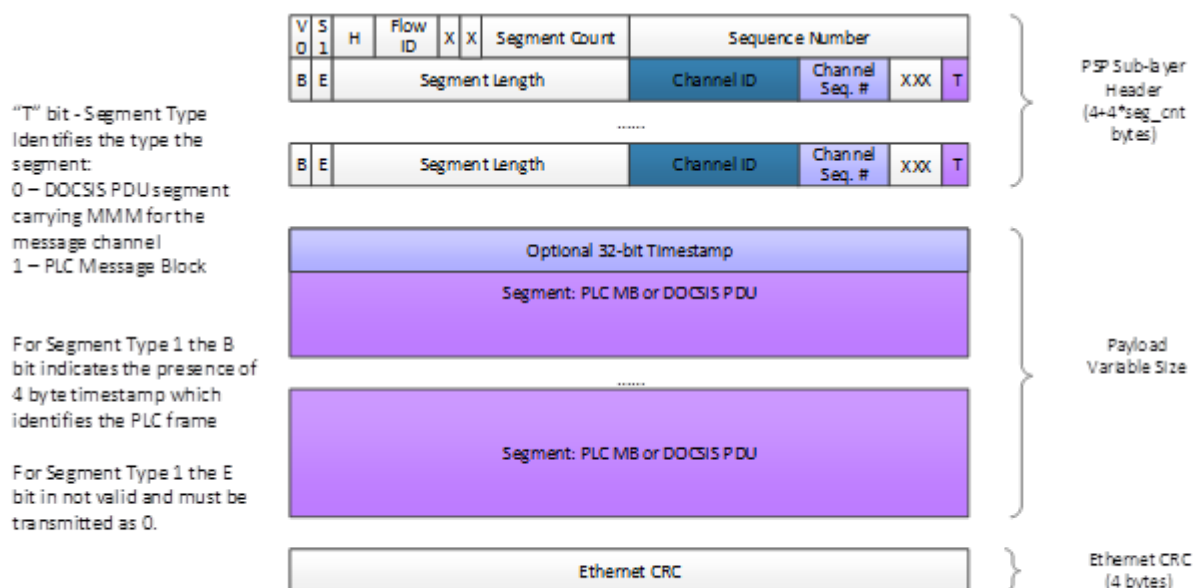 V 0 S 1 H Flow ID X X Segment Count Sequence Number
B E Segment Length Channel ID Channel Seq. # XXX T
......
B E Segment Length Channel ID Channel Seq. # XXX T
PSP Sub-layer
Header
(4+4*seg_cnt
bytes)
"T" bit - Segment Type
Identifies the type the
segment:
0 – DOCSIS PDU segment
carrying MMM for the
message channel
1 – PLC Message Block
For Segment Type 1 the B
bit indicates the presence of
4 byte timestamp which
identifies the PLC frame
For Segment Type 1 the E
bit in not valid and must be
transmitted as 0.
Optional 32-bit Timestamp
Segment: PLC MB or DOCSIS PDU
......
Segment: PLC MB or DOCSIS PDU
Payload
Variable Size
Ethernet CRC
Ethernet CRC
(4 bytes)